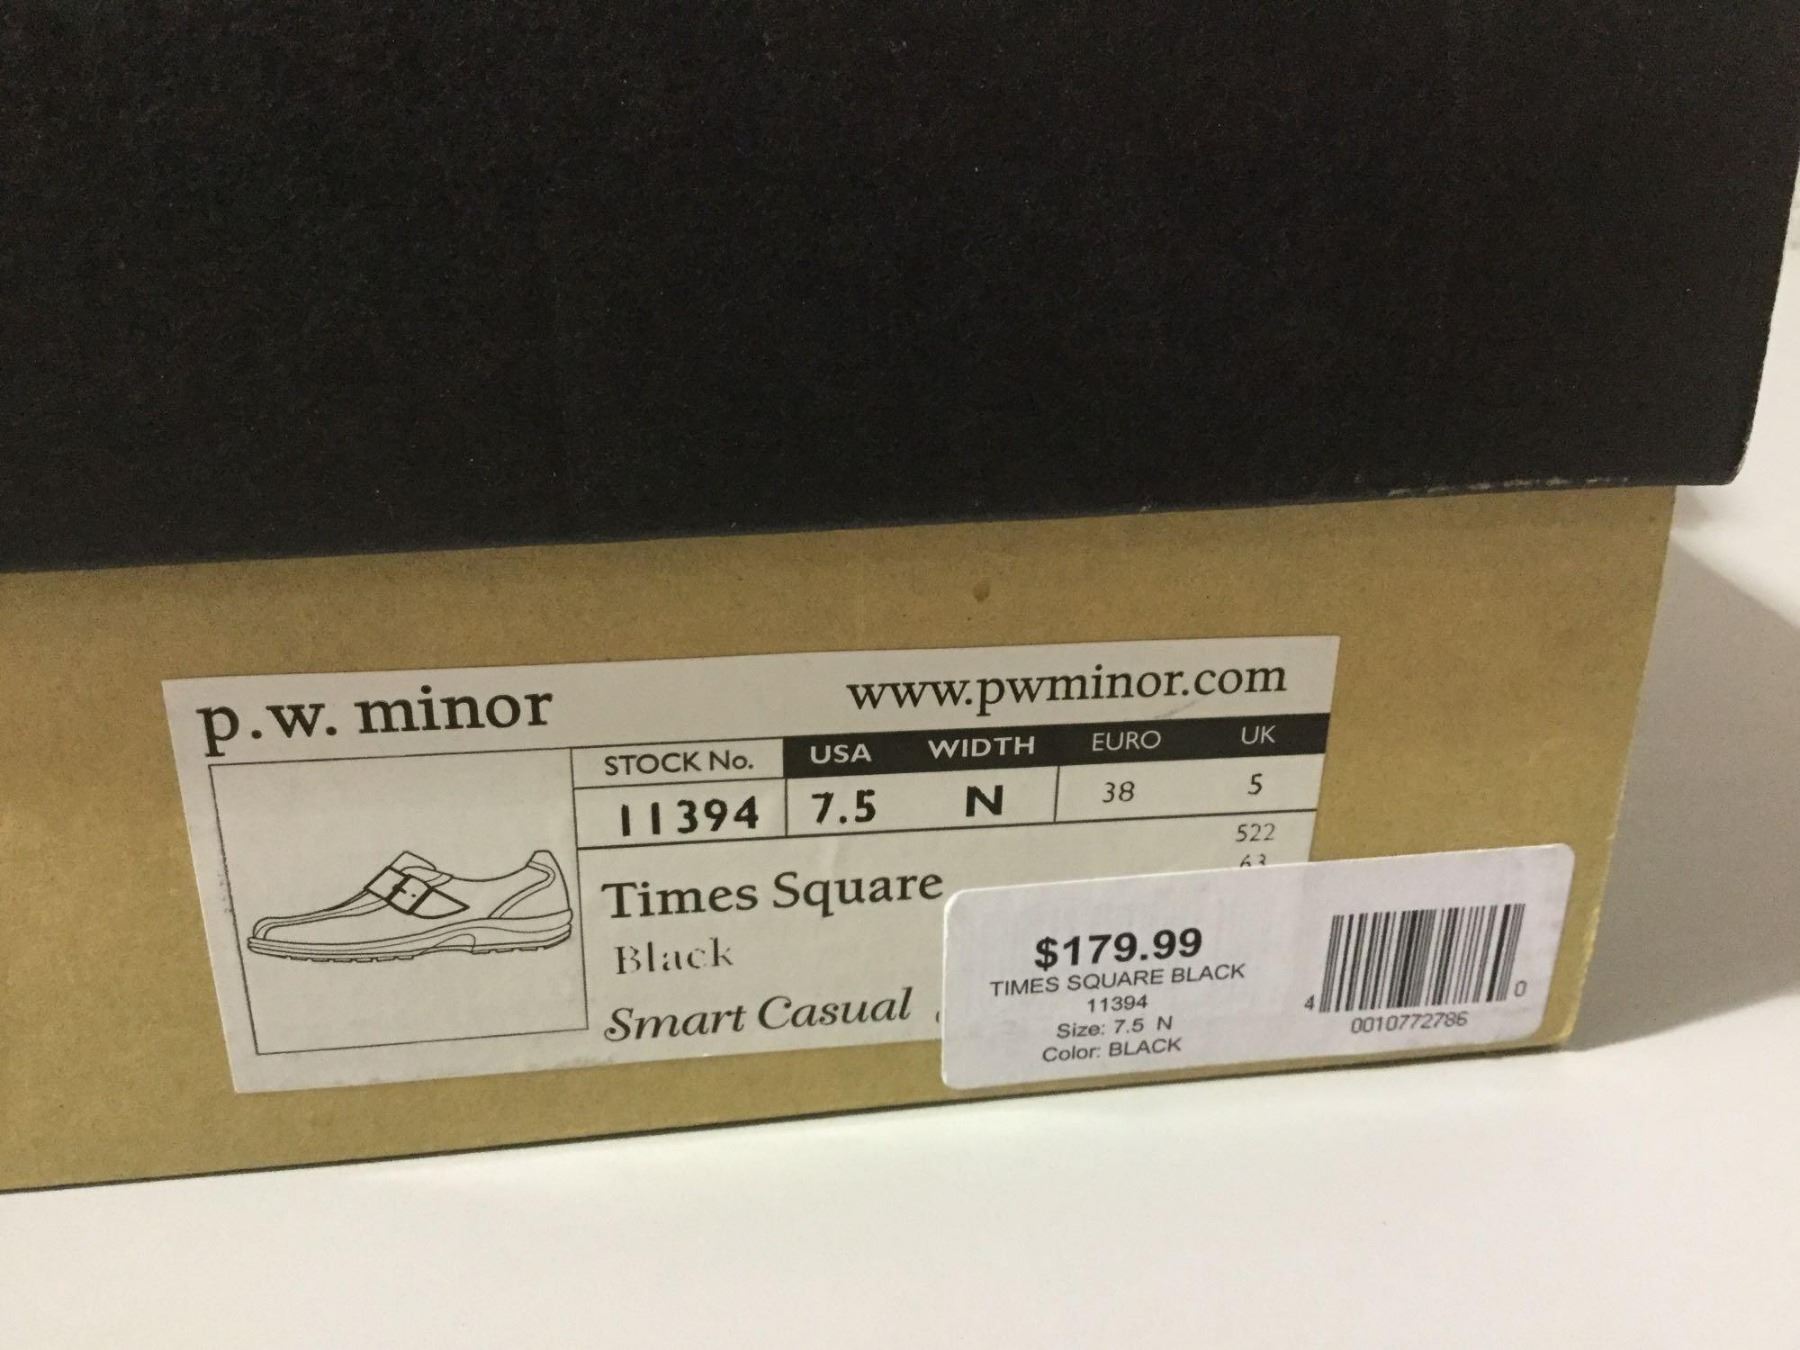 p.w. minor
www.pwminor.com
STOCK No. USA WIDTH EURO UK
11394 7.5 N 38 5
522
63
Times Square
Black
Smart Casual
$179.99
TIMES SQUARE BLACK
11394
Size: 7.5 N
Color: BLACK
4 0010772786 0